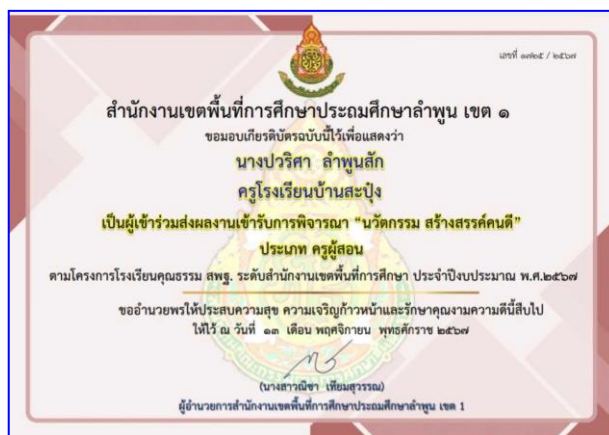 เลขที่ ๑๗๒๕ / ๒๕๖๗
สำนักงานเขตพื้นที่การศึกษาประถมศึกษาลำพูน เขต ๑
ขอมอบเกียรติบัตรฉบับนี้ไว้เพื่อแสดงว่า
นางปวริศา ลำพูนสัก
ครูโรงเรียนบ้านสะปุ๋ง
เป็นผู้เข้าร่วมส่งผลงานเข้ารับการพิจารณา “นวัตกรรม สร้างสรรค์คนดี”
ประเภท ครูผู้สอน
ตามโครงการโรงเรียนคุณธรรม สพฐ. ระดับสำนักงานเขตพื้นที่การศึกษา ประจำปีงบประมาณ พ.ศ.๒๕๖๗
ขออำนวยพรให้ประสบความสุข ความเจริญก้าวหน้าและรักษาคุณงามความดีนี้สืบไป
ให้ไว้ ณ วันที่ ๑๓ เดือน พฤศจิกายน พุทธศักราช ๒๕๖๗
(นางสาวณิชา เทียมสุวรรณ)
ผู้อำนวยการสำนักงานเขตพื้นที่การศึกษาประถมศึกษาลำพูน เขต 1